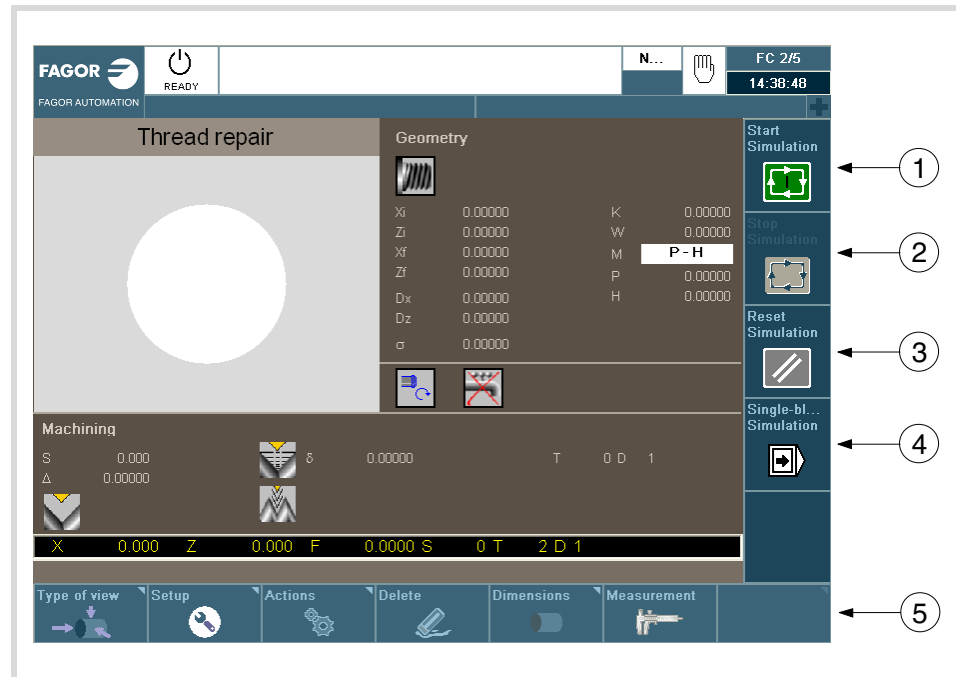 FAGOR
FAGOR AUTOMATION
READY
N...
FC 2/5
14:38:48
Thread repair
Geometry
Xi 0.00000 K 0.00000
Zi 0.00000 W 0.00000
Xf 0.00000 M P - H
Zf 0.00000 P 0.00000
Dx 0.00000 H 0.00000
Dz 0.00000
σ 0.00000
Start
Simulation
1
Stop
Simulation
2
Reset
Simulation
3
Single-bl...
Simulation
4
Machining
S 0.000 δ 0.00000 T 0 D 1
Δ 0.00000
X 0.000 Z 0.000 F 0.0000 S 0 T 2 D 1
Type of view Setup Actions Delete Dimensions Measurement
5